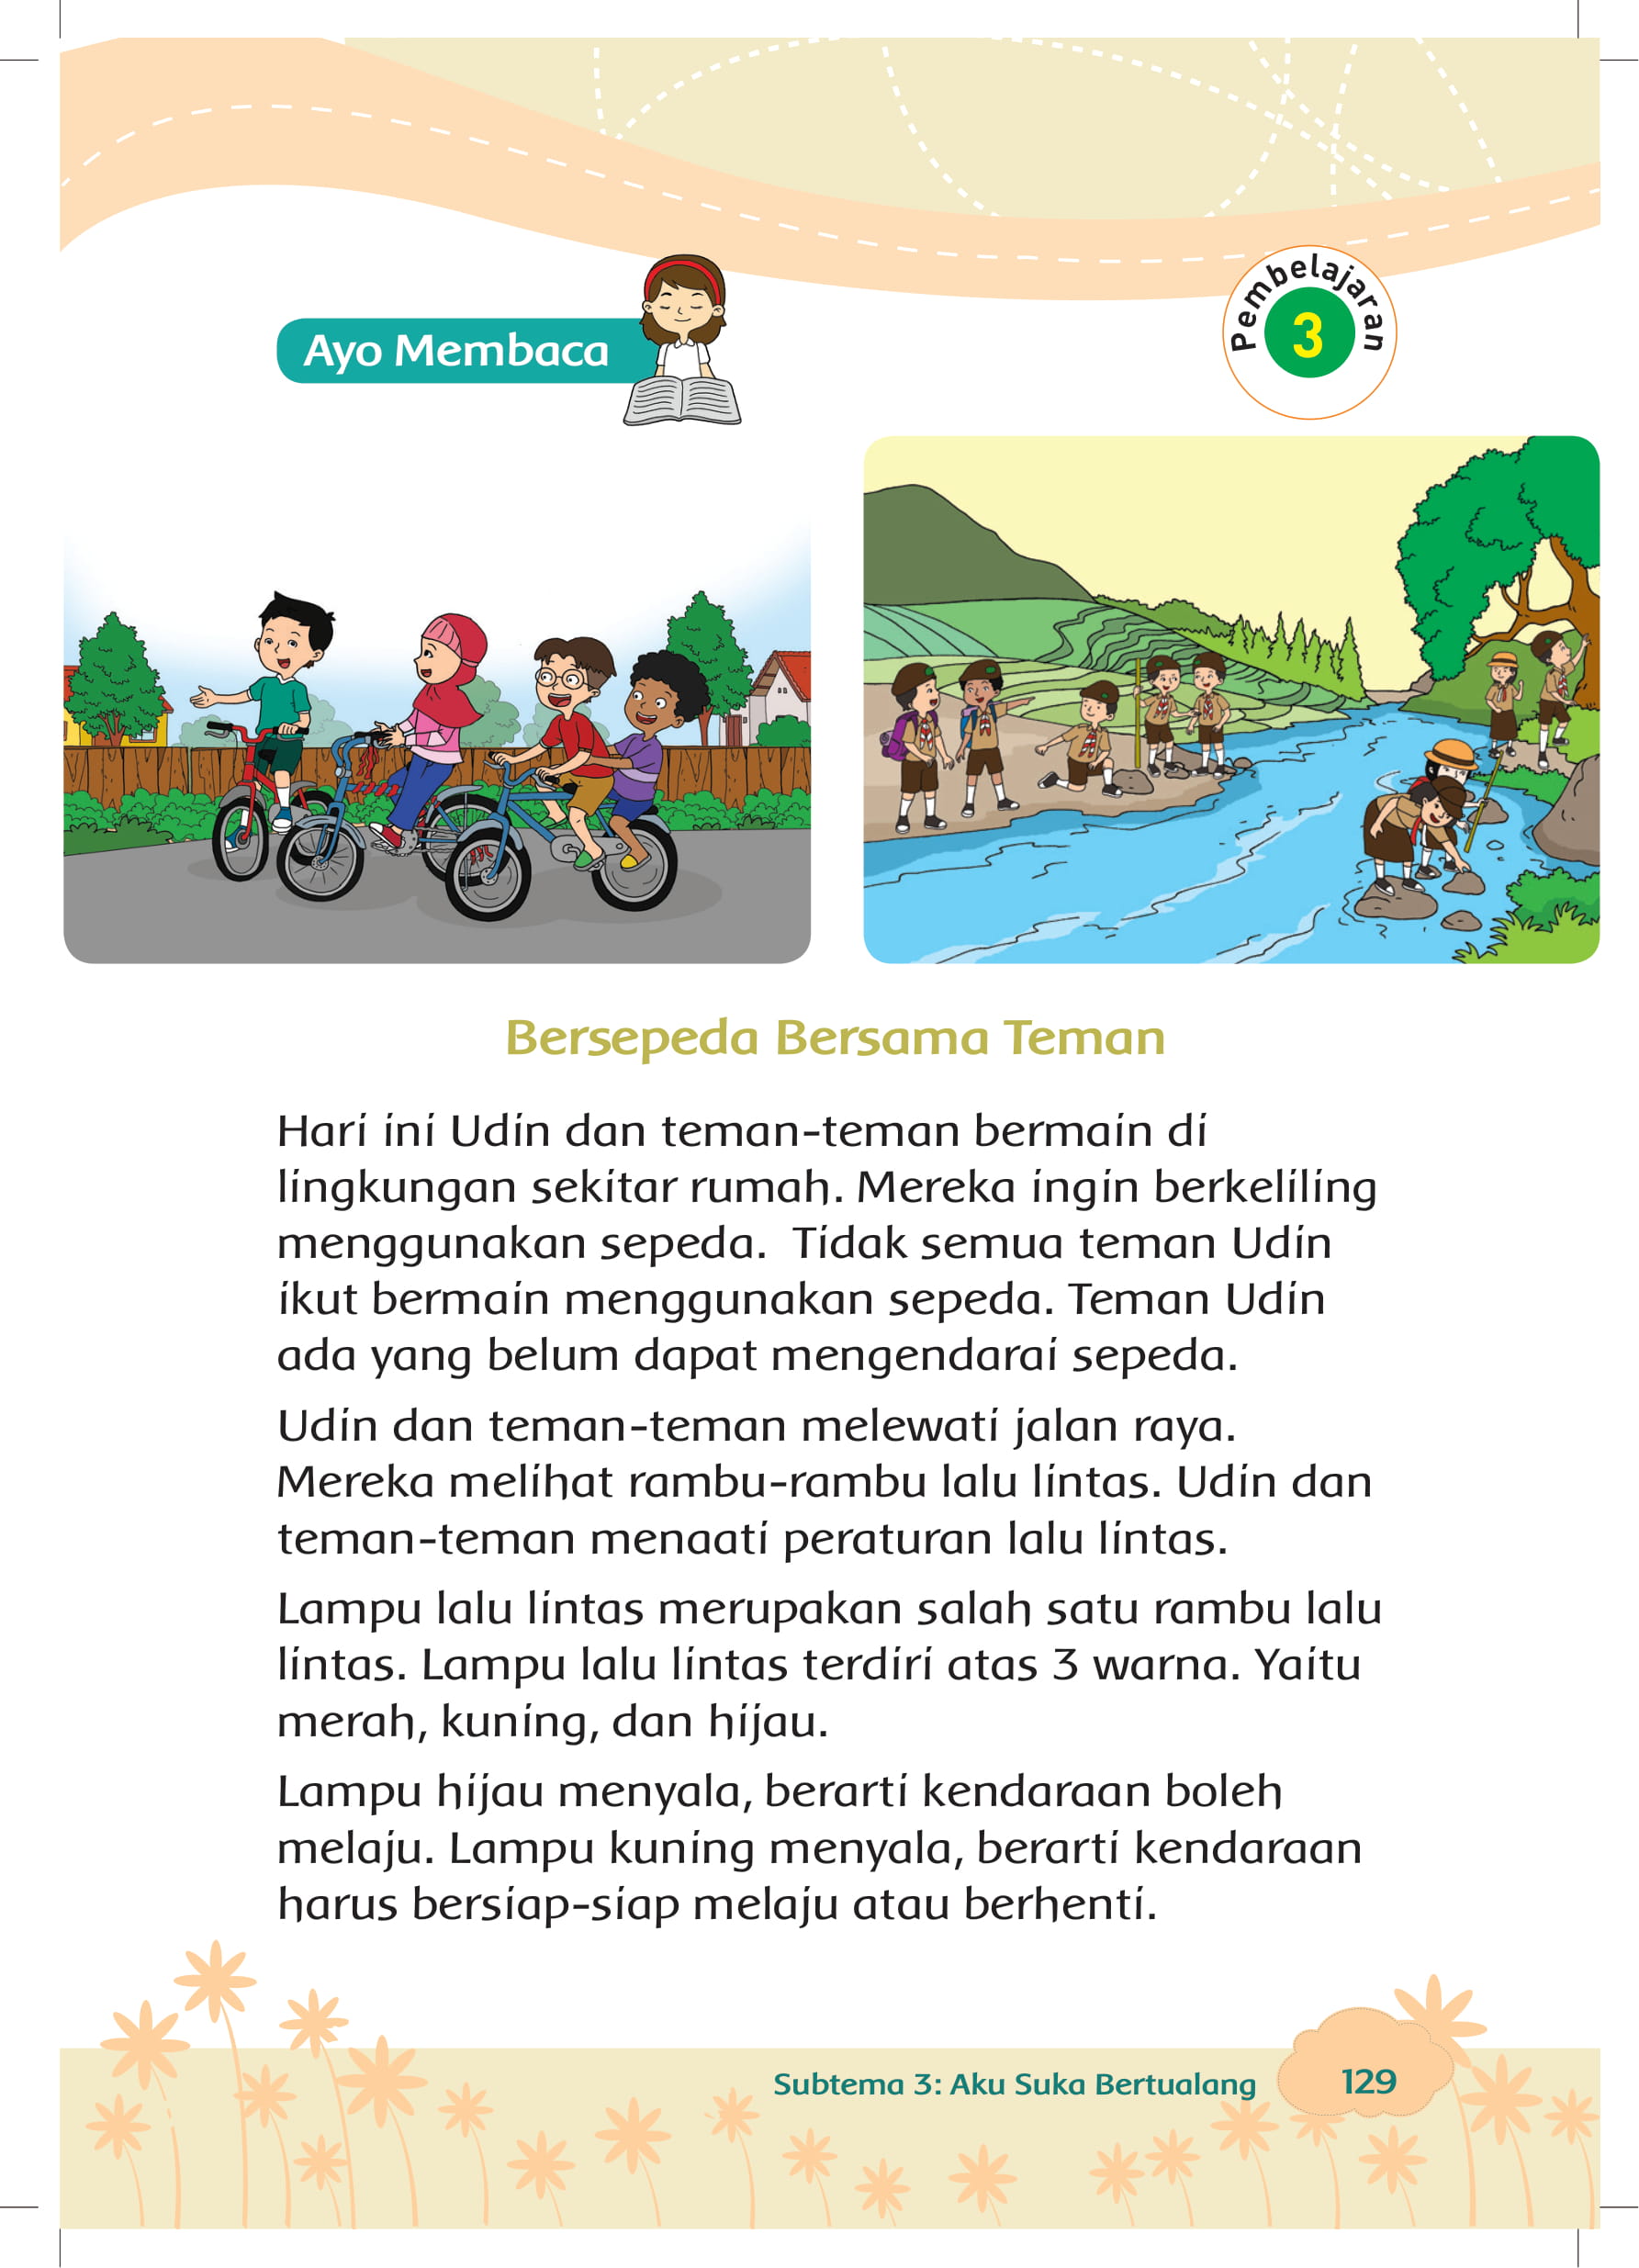 Ayo Membaca
Pembelajaran
3
Bersepeda Bersama Teman
Hari ini Udin dan teman-teman bermain di
lingkungan sekitar rumah. Mereka ingin berkeliling
menggunakan sepeda.  Tidak semua teman Udin
ikut bermain menggunakan sepeda. Teman Udin
ada yang belum dapat mengendarai sepeda.
Udin dan teman-teman melewati jalan raya.
Mereka melihat rambu-rambu lalu lintas. Udin dan
teman-teman menaati peraturan lalu lintas.
Lampu lalu lintas merupakan salah satu rambu lalu
lintas. Lampu lalu lintas terdiri atas 3 warna. Yaitu
merah, kuning, dan hijau.
Lampu hijau menyala, berarti kendaraan boleh
melaju. Lampu kuning menyala, berarti kendaraan
harus bersiap-siap melaju atau berhenti.
Subtema 3: Aku Suka Bertualang
129